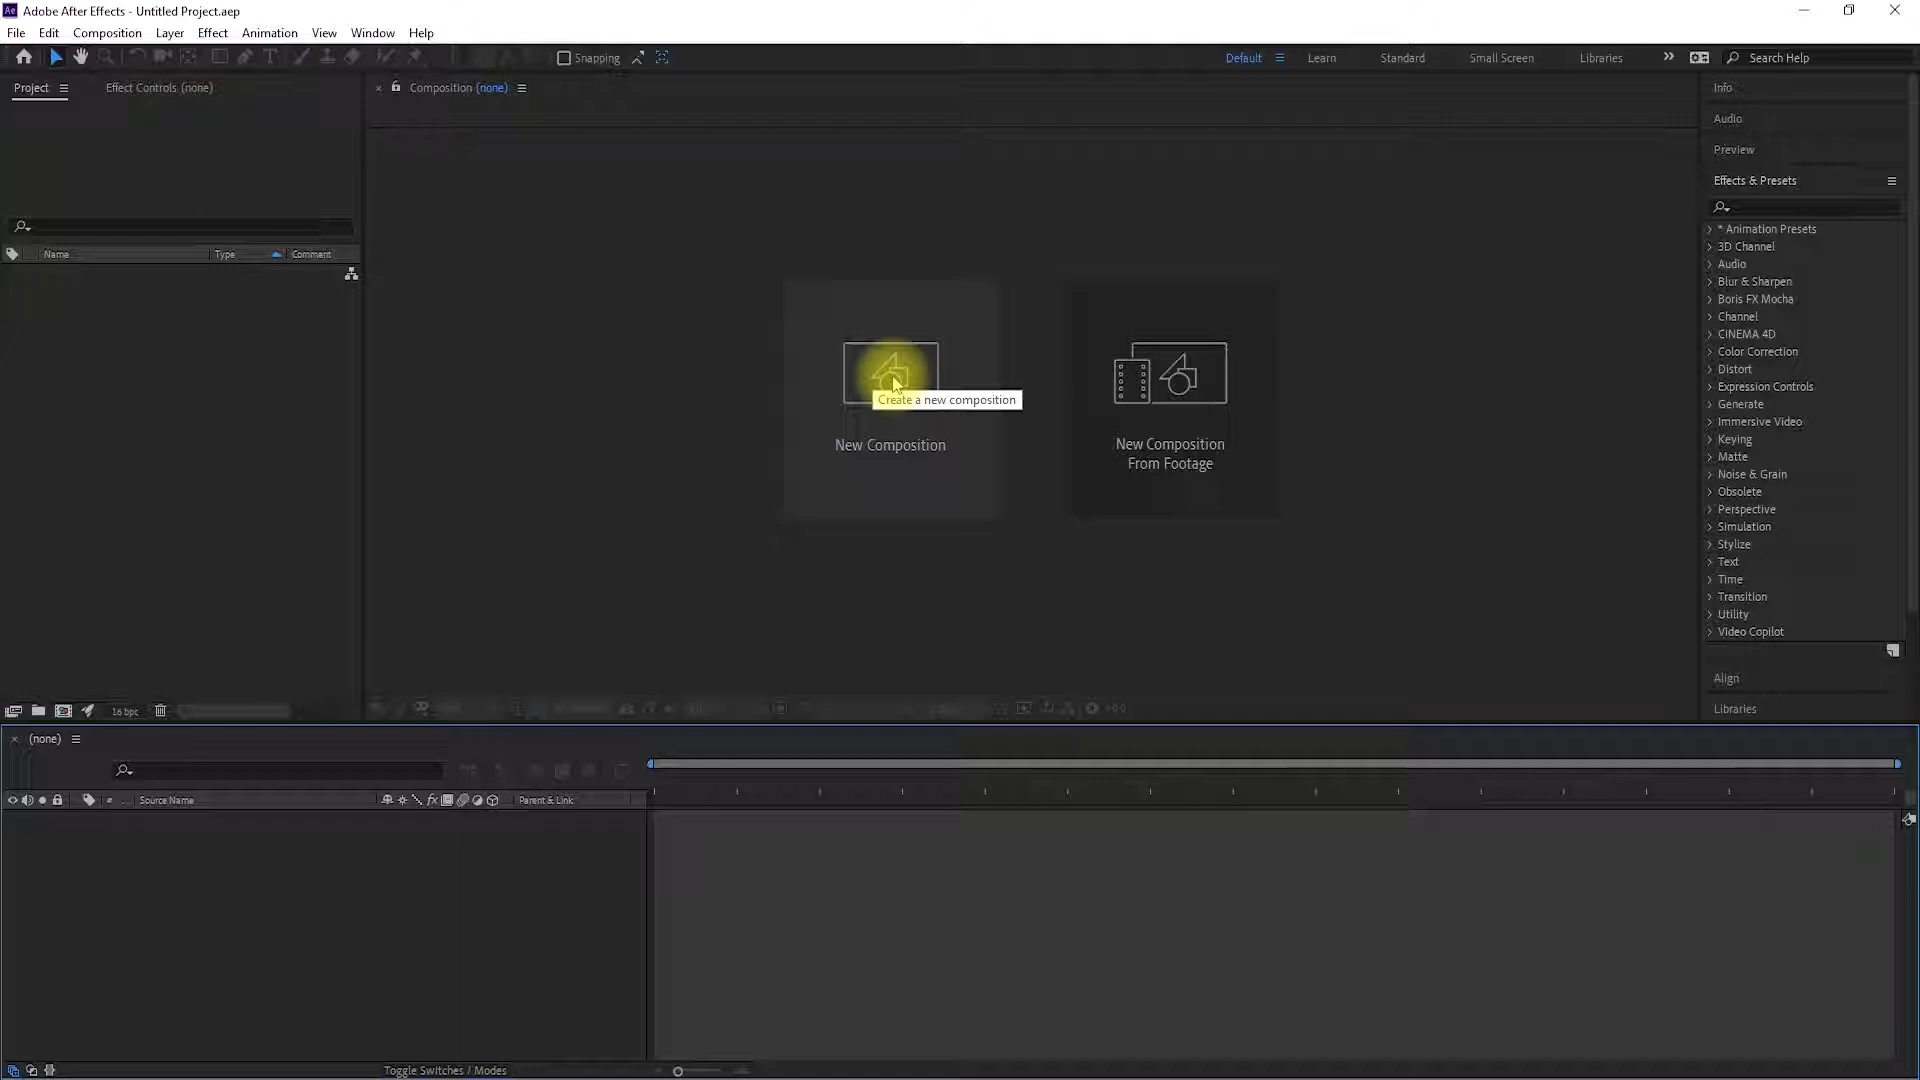 Ae Adobe After Effects - Untitled Project.aep
File Edit Composition Layer Effect Animation View Window Help
Snapping Default Learn Standard Small Screen Libraries Search Help
Project Effect Controls (none)
Composition (none)
Name Type Comment
Create a new composition
New Composition
New Composition
From Footage
16 bpc
+0.0
Info
Audio
Preview
Effects & Presets
* Animation Presets
3D Channel
Audio
Blur & Sharpen
Boris FX Mocha
Channel
CINEMA 4D
Color Correction
Distort
Expression Controls
Generate
Immersive Video
Keying
Matte
Noise & Grain
Obsolete
Perspective
Simulation
Stylize
Text
Time
Transition
Utility
Video Copilot
Align
Libraries
(none)
# Source Name fx Parent & Link
Toggle Switches / Modes